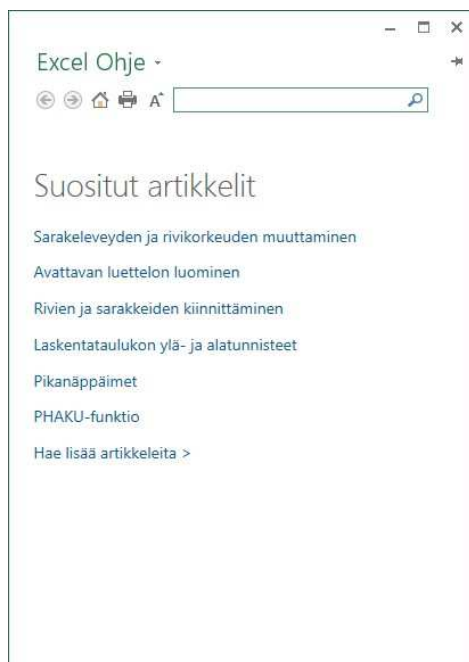 Excel Ohje
A
Suositut artikkelit
Sarakeleveyden ja rivikorkeuden muuttaminen
Avattavan luettelon luominen
Rivien ja sarakkeiden kiinnittäminen
Laskentataulukon ylä- ja alatunnisteet
Pikanäppäimet
PHAKU-funktio
Hae lisää artikkeleita >